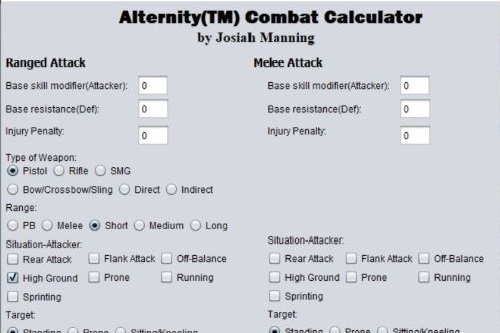 Alternity(TM) Combat Calculator
by Josiah Manning
Ranged Attack
Base skill modifier(Attacker): 0
Base resistance(Def): 0
Injury Penalty: 0
Type of Weapon:
Pistol Rifle SMG
Bow/Crossbow/Sling Direct Indirect
Range:
PB Melee Short Medium Long
Situation-Attacker:
Rear Attack Flank Attack Off-Balance
High Ground Prone Running
Sprinting
Target:
Standing Prone Sitting/Kneeling
Melee Attack
Base skill modifier(Attacker): 0
Base resistance(Def): 0
Injury Penalty: 0
Situation-Attacker:
Rear Attack Flank Attack Off-Balance
High Ground Prone Running
Sprinting
Target:
Standing Prone Sitting/Kneeling